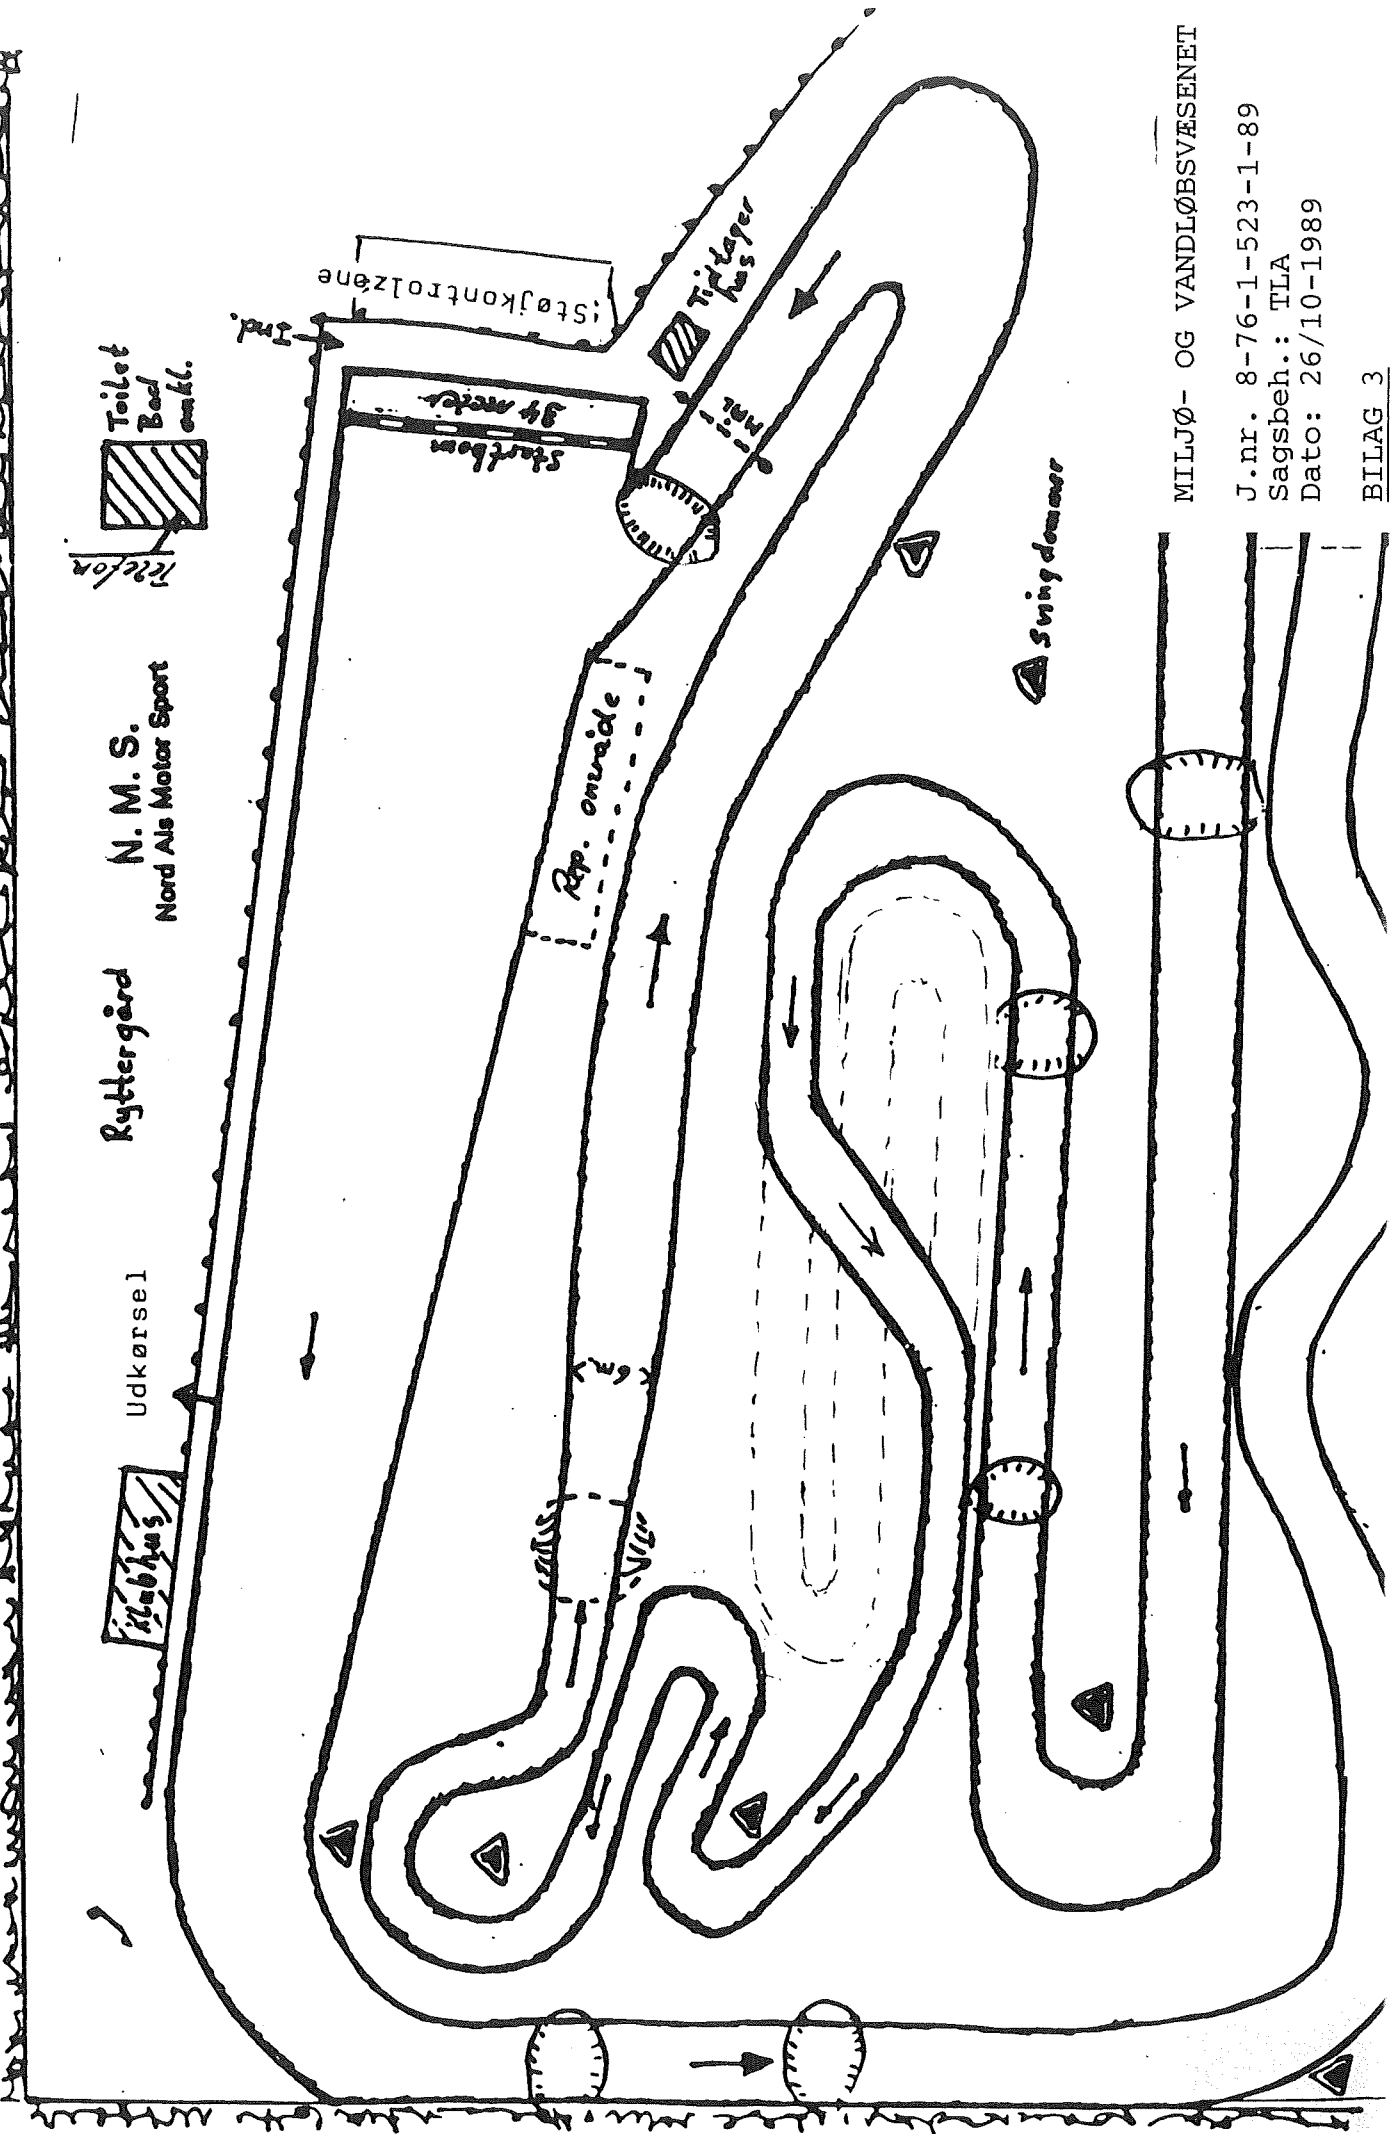 Toilet
Bad
omkl.
Telefon
N. M. S.
Nord Als Motor Sport
Ryttergård
Udkørsel
Klubhus
Ind.
Støjkontrolzone
Startbom
34 meter
Tidtager
hus
MÅL
Rep. område
6m
Svingdommer
MILJØ- OG VANDLØBSVÆSENET
J.nr. 8-76-1-523-1-89
Sagsbeh.: TLA
Dato: 26/10-1989
BILAG 3